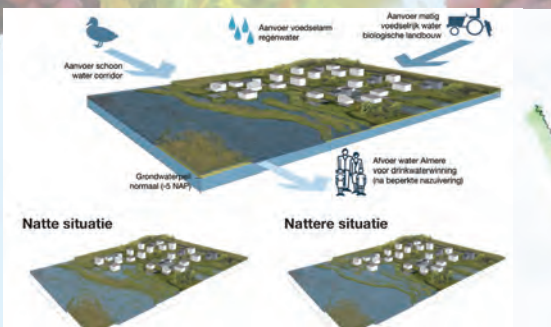 Aanvoer voedselarm
regenwater
Aanvoer matig
voedselrijk water
biologische landbouw
Aanvoer schoon
water corridor
Grondwaterpeil
normaal (-5 NAP)
Afvoer water Almere
voor drinkwaterwinning
(na beperkte nazuivering)
Natte situatie
Nattere situatie